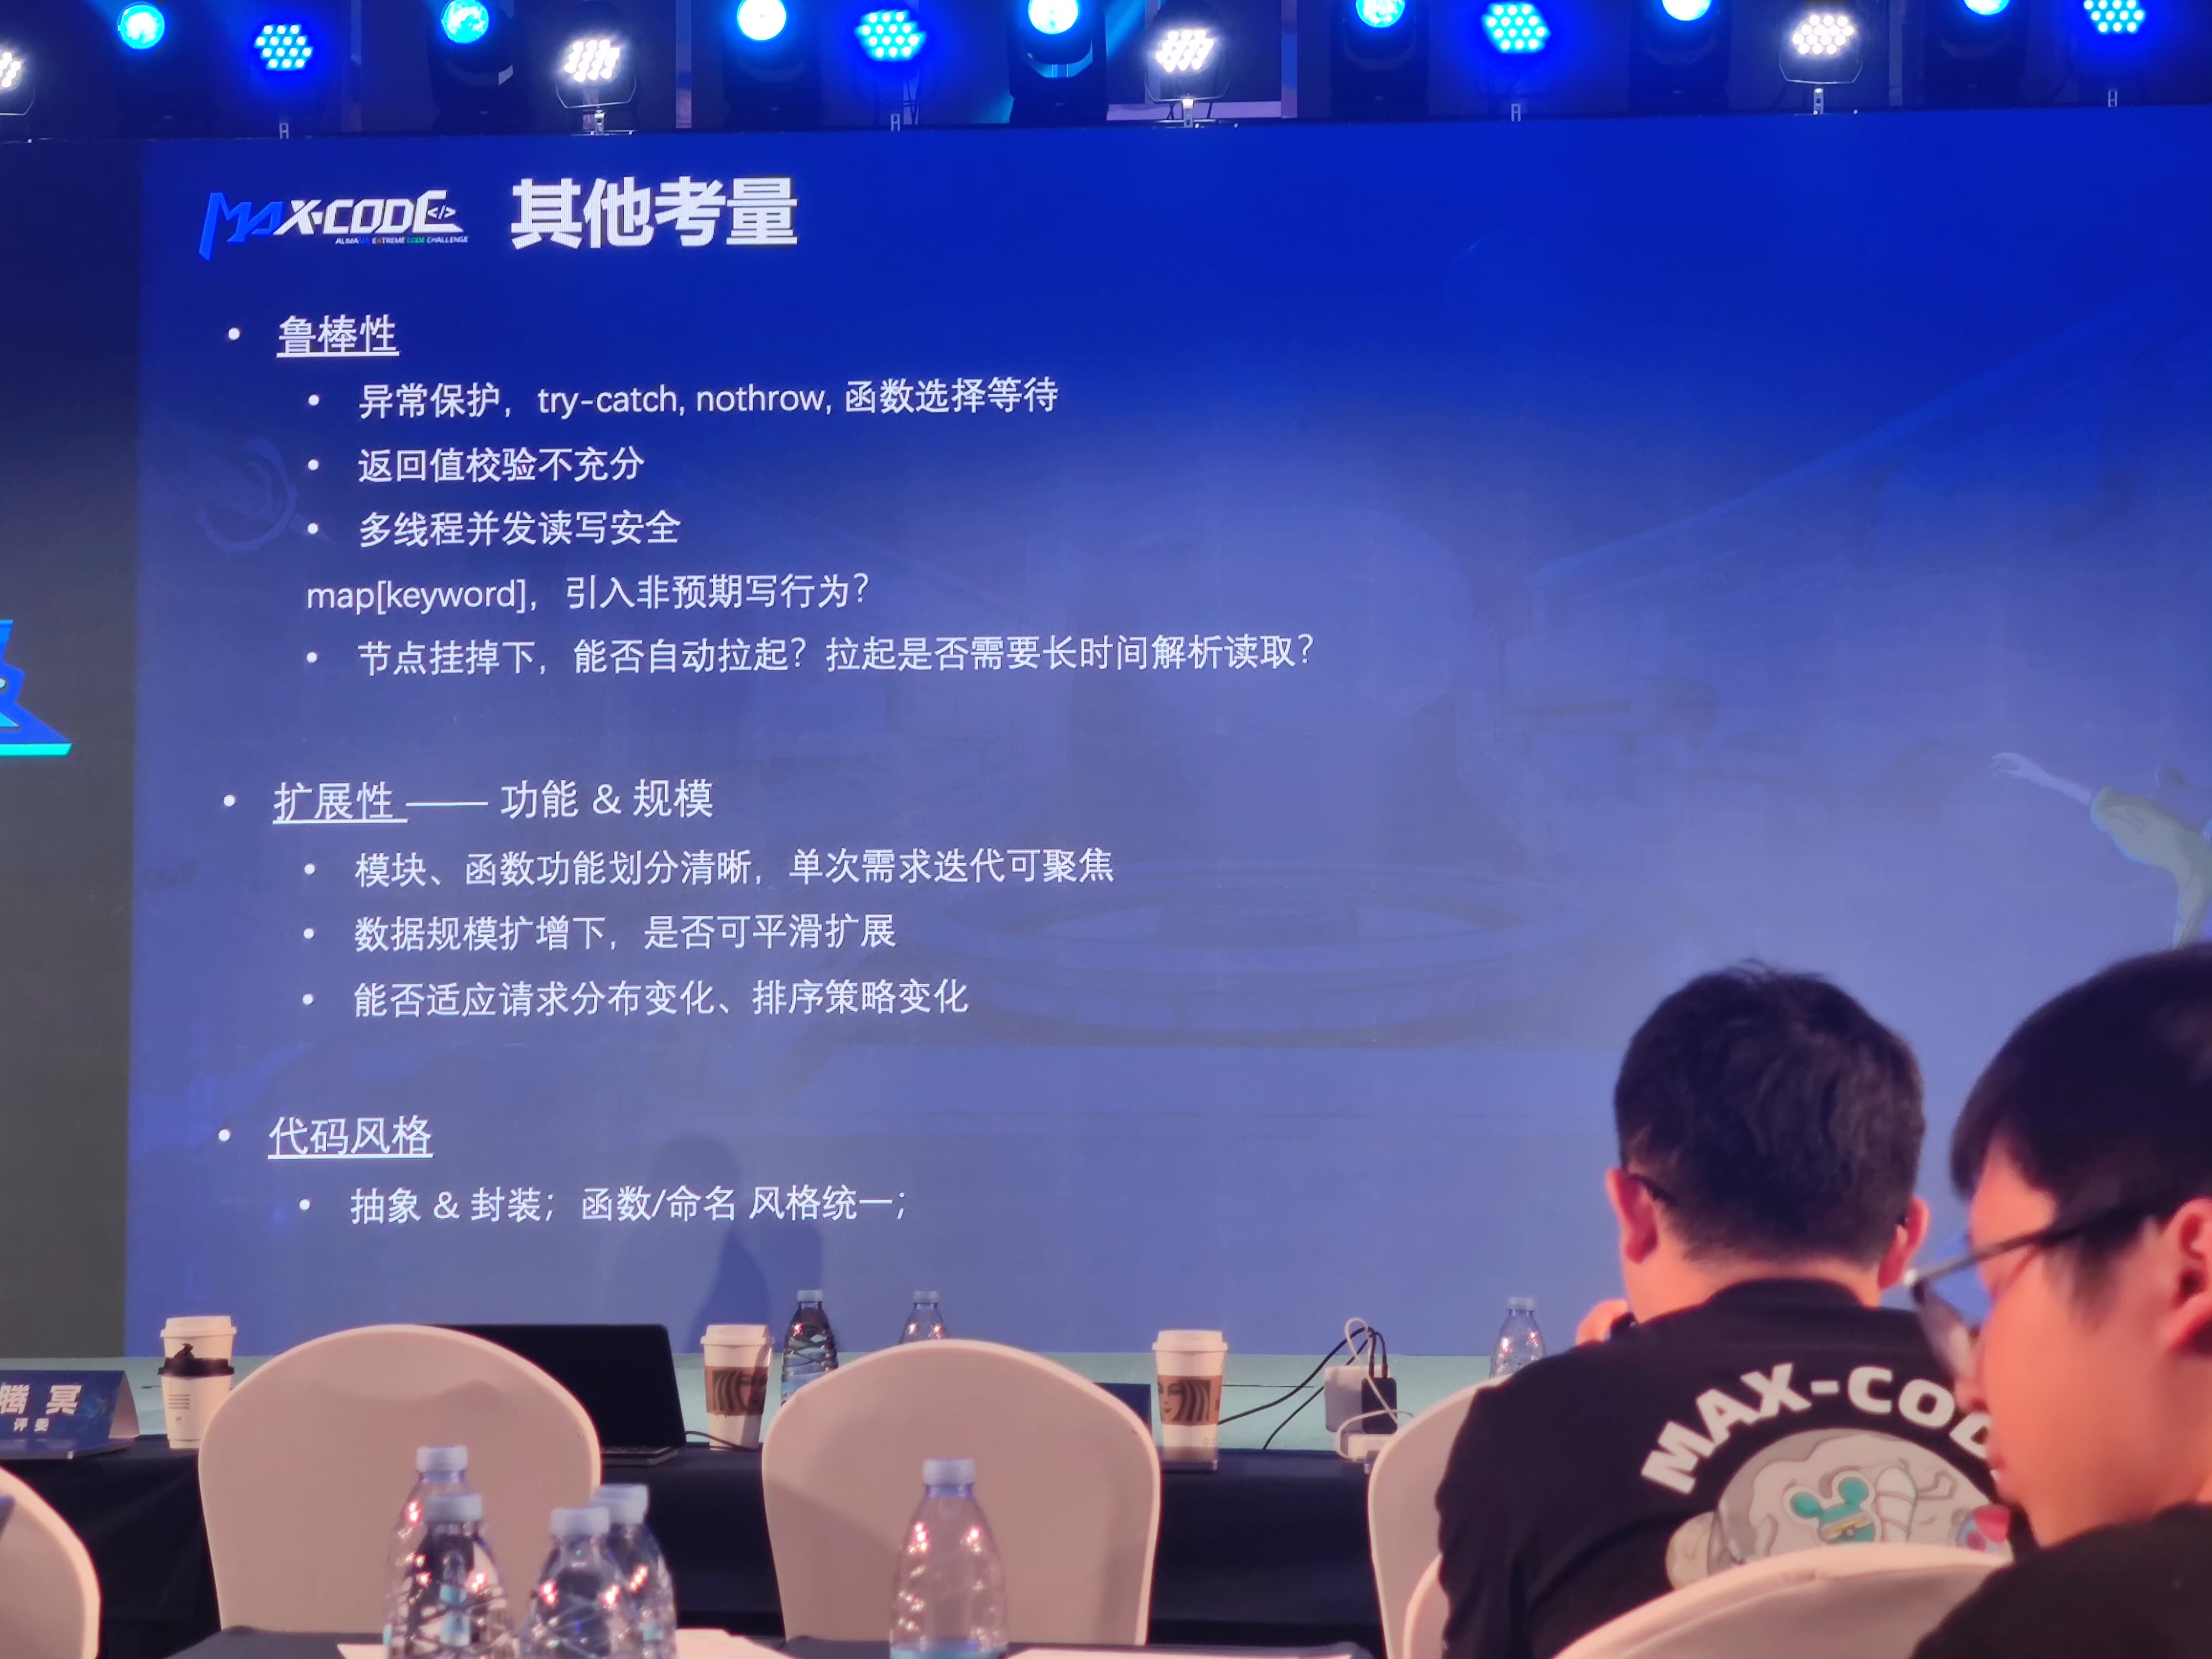 MAX-CODE </> 其他考量
ALIMAMA EXTREME CODE CHALLENGE
• 鲁棒性
• 异常保护，try-catch, nothrow, 函数选择等待
• 返回值校验不充分
• 多线程并发读写安全
map[keyword]，引入非预期写行为？
• 节点挂掉下，能否自动拉起？拉起是否需要长时间解析读取？
• 扩展性 —— 功能 & 规模
• 模块、函数功能划分清晰，单次需求迭代可聚焦
• 数据规模扩增下，是否可平滑扩展
• 能否适应请求分布变化、排序策略变化
• 代码风格
• 抽象 & 封装；函数/命名 风格统一；
腾 冥
评委
MAX-COD